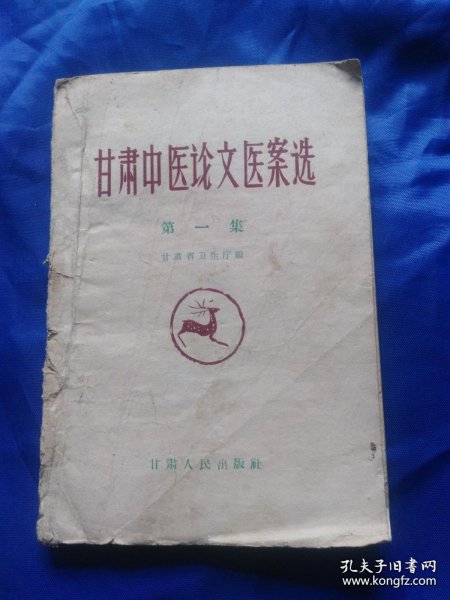 甘肃中医论文医案选
第一集
甘肃省卫生厅编
甘肃人民出版社
孔夫子旧书网
www.kongfz.com